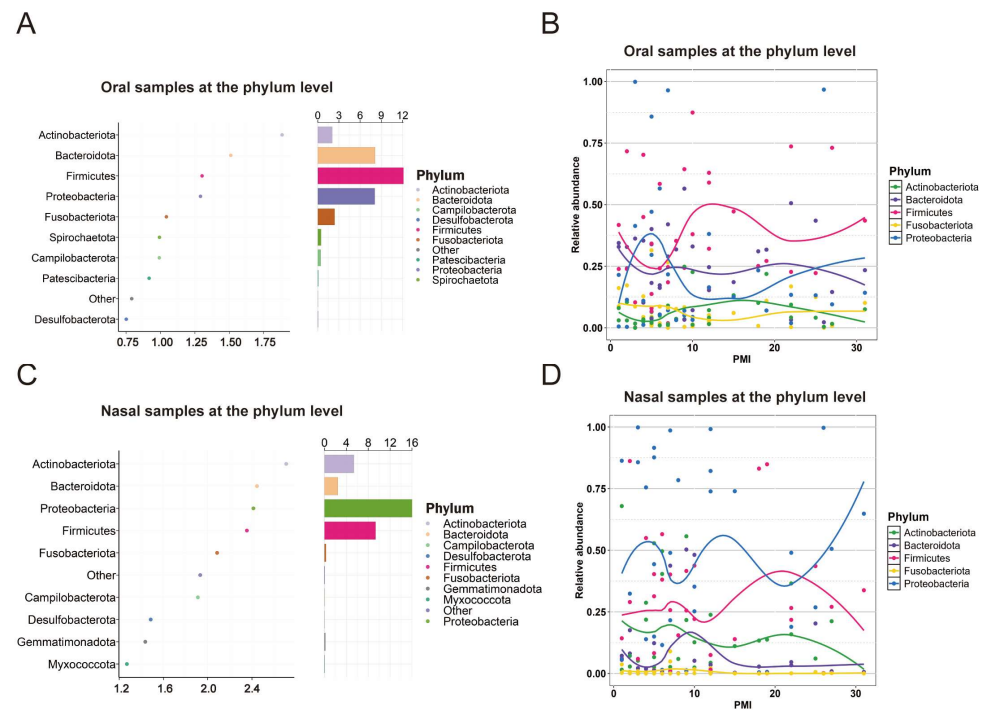 A
Oral samples at the phylum level
0 3 6 9 12
Actinobacteriota
Bacteroidota
Firmicutes
Proteobacteria
Fusobacteriota
Spirochaetota
Campilobacterota
Patescibacteria
Other
Desulfobacterota
0.75 1.25 1.50 1.75
Phylum
Actinobacteriota
Bacteroidota
Campilobacterota
Desulfobacterota
Firmicutes
Fusobacteriota
Other
Patescibacteria
Proteobacteria
Spirochaetota
B
Oral samples at the phylum level
1.00
0.75
0.50
0.25
0.00
Relative abundance
0 10 20 30
PMI
Phylum
Actinobacteriota
Bacteroidota
Firmicutes
Fusobacteriota
Proteobacteria
C
Nasal samples at the phylum level
0 4 8 12 16
Actinobacteriota
Bacteroidota
Proteobacteria
Firmicutes
Fusobacteriota
Other
Campilobacterota
Desulfobacterota
Gemmatimonadota
Myxococcota
1.2 1.6 2.0 2.4
Phylum
Actinobacteriota
Bacteroidota
Campilobacterota
Desulfobacterota
Firmicutes
Fusobacteriota
Gemmatimonadota
Myxococcota
Other
Proteobacteria
D
Nasal samples at the phylum level
1.00
0.75
0.50
0.25
0.00
Relative abundance
0 10 20 30
PMI
Phylum
Actinobacteriota
Bacteroidota
Firmicutes
Fusobacteriota
Proteobacteria